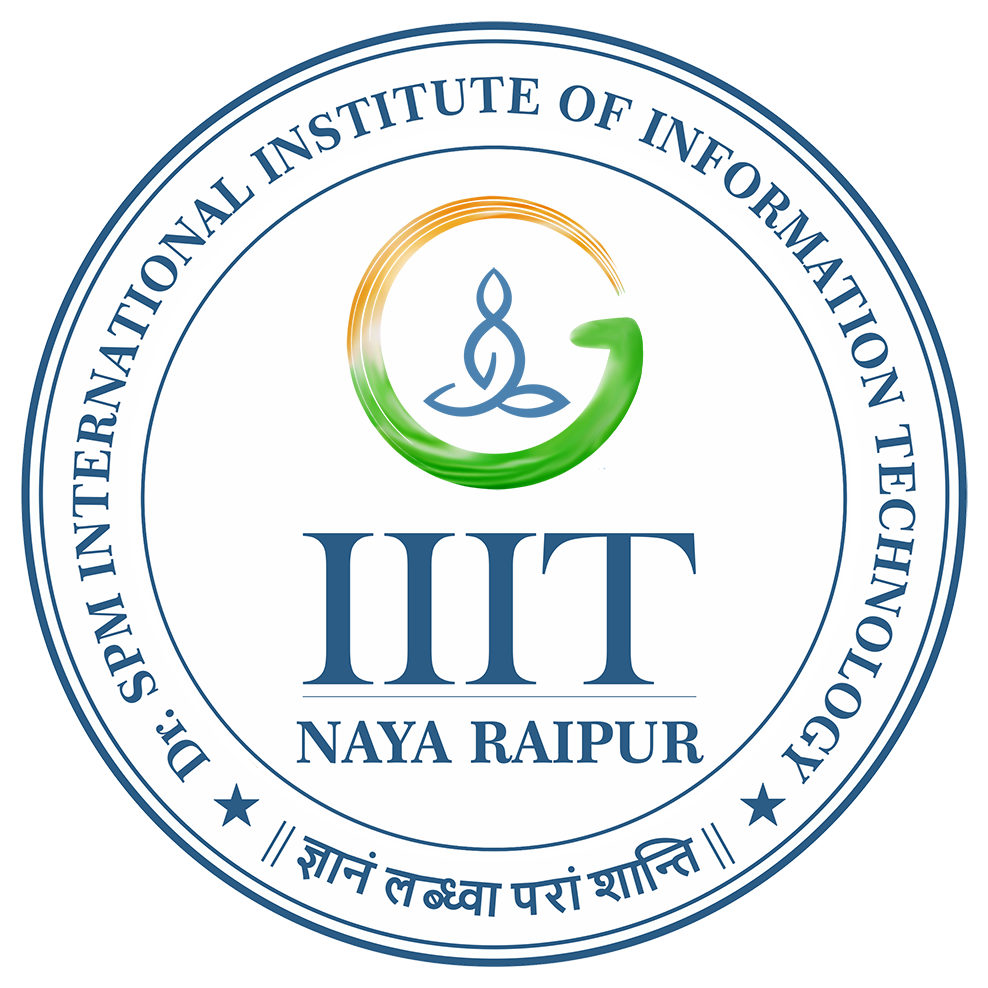 Dr. SPM INTERNATIONAL INSTITUTE OF INFORMATION TECHNOLOGY
IIIT
NAYA RAIPUR
★ || ज्ञानं लब्ध्वा परां शान्ति || ★